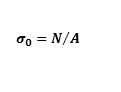 σ₀ = N/A